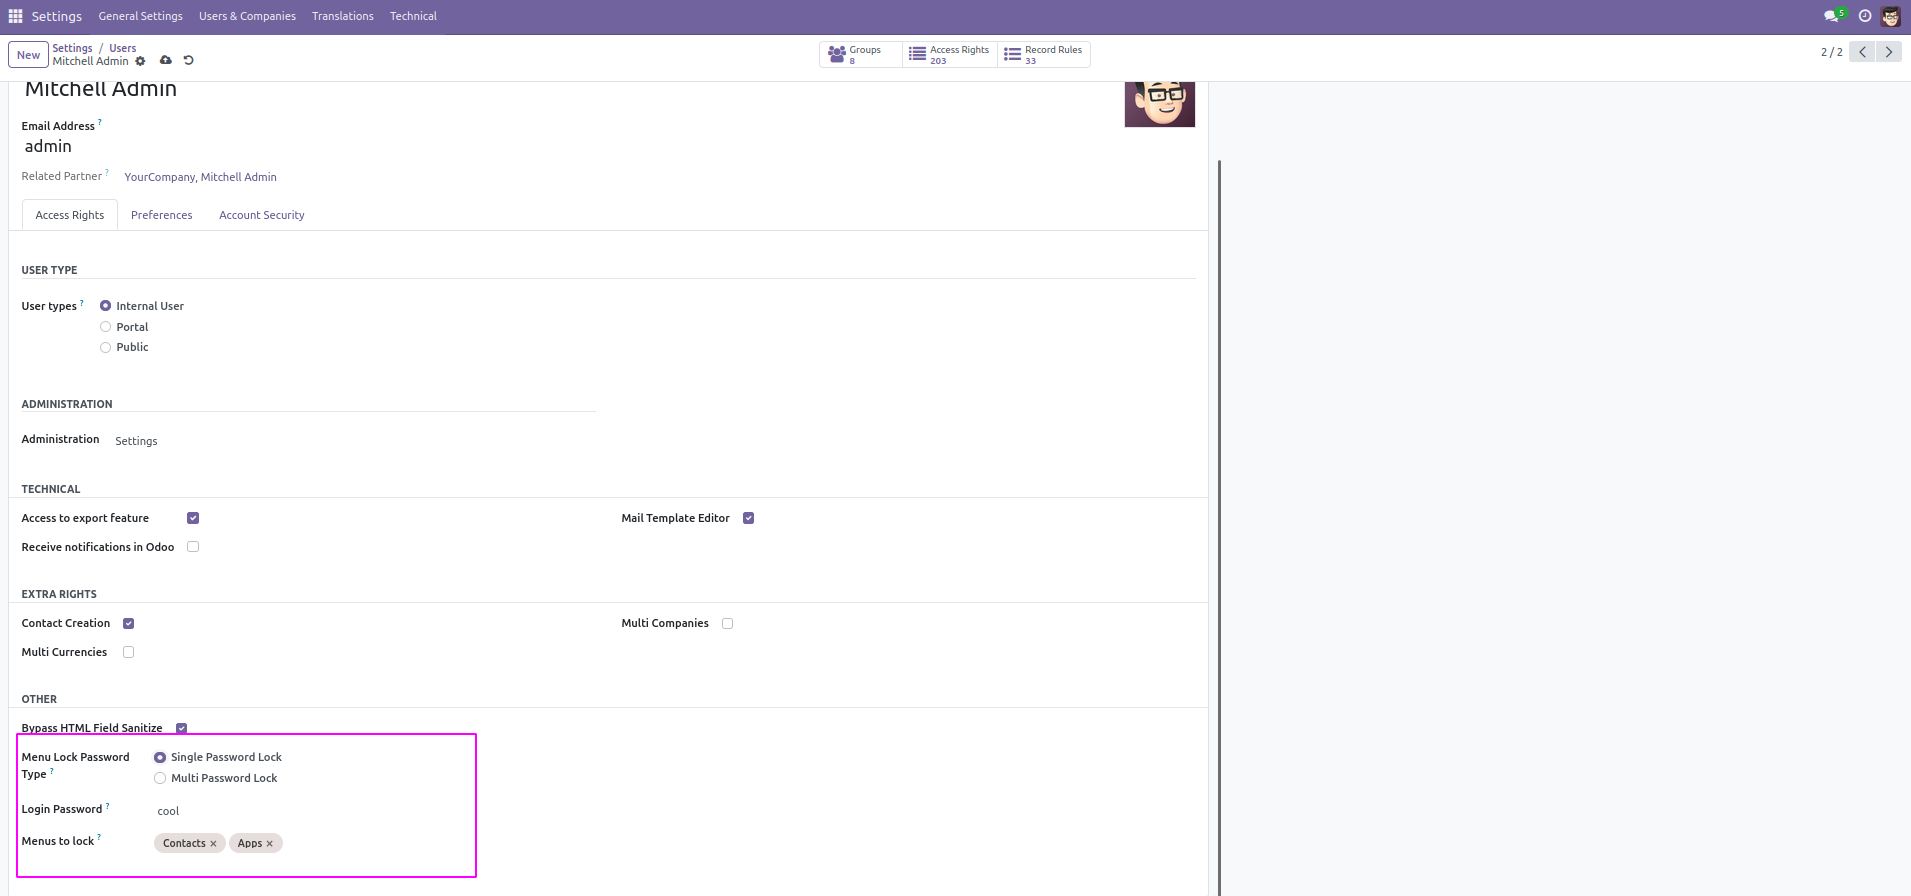 Settings General Settings Users & Companies Translations Technical 5
New Settings / Users
Mitchell Admin
Groups 8
Access Rights 203
Record Rules 33
2 / 2
Mitchell Admin
Email Address ?
admin
Related Partner ? YourCompany, Mitchell Admin
Access Rights Preferences Account Security
USER TYPE
User types ? Internal User
Portal
Public
ADMINISTRATION
Administration Settings
TECHNICAL
Access to export feature Mail Template Editor
Receive notifications in Odoo
EXTRA RIGHTS
Contact Creation Multi Companies
Multi Currencies
OTHER
Bypass HTML Field Sanitize
Menu Lock Password Type ? Single Password Lock
Multi Password Lock
Login Password ? cool
Menus to lock ? Contacts × Apps ×